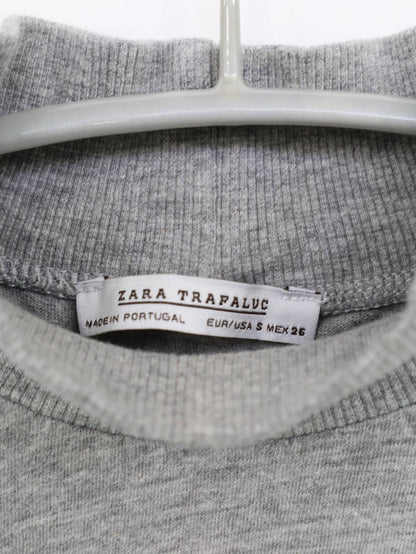 ZARA TRAFALUC
MADE IN PORTUGAL
EUR/USA S MEX 26